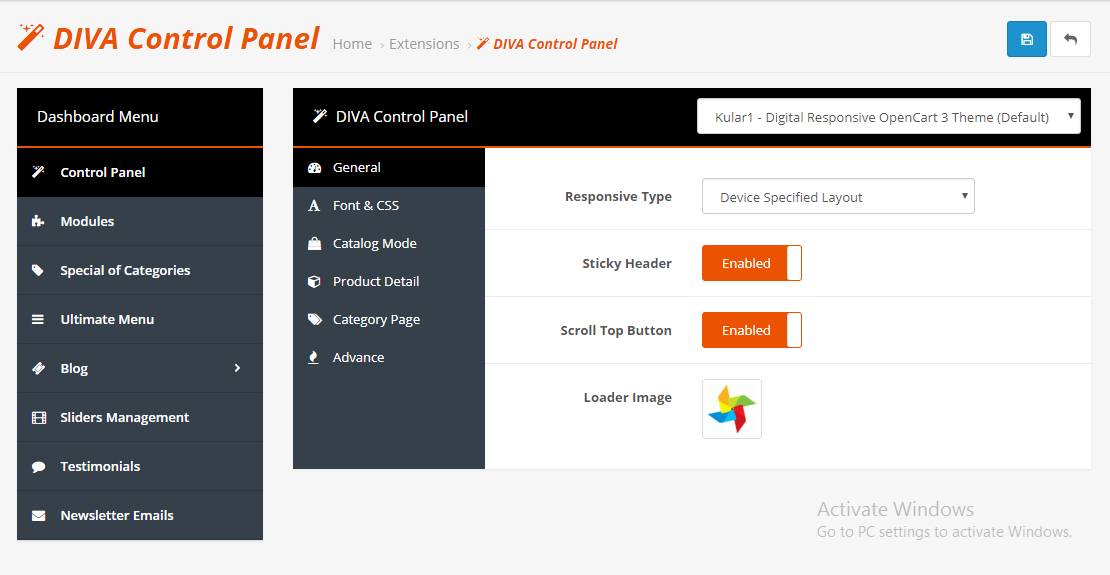 DIVA Control Panel
Home › Extensions › DIVA Control Panel
Dashboard Menu
Control Panel
Modules
Special of Categories
Ultimate Menu
Blog
Sliders Management
Testimonials
Newsletter Emails
DIVA Control Panel
Kular1 - Digital Responsive OpenCart 3 Theme (Default)
General
Font & CSS
Catalog Mode
Product Detail
Category Page
Advance
Responsive Type
Device Specified Layout
Sticky Header
Enabled
Scroll Top Button
Enabled
Loader Image
Activate Windows
Go to PC settings to activate Windows.